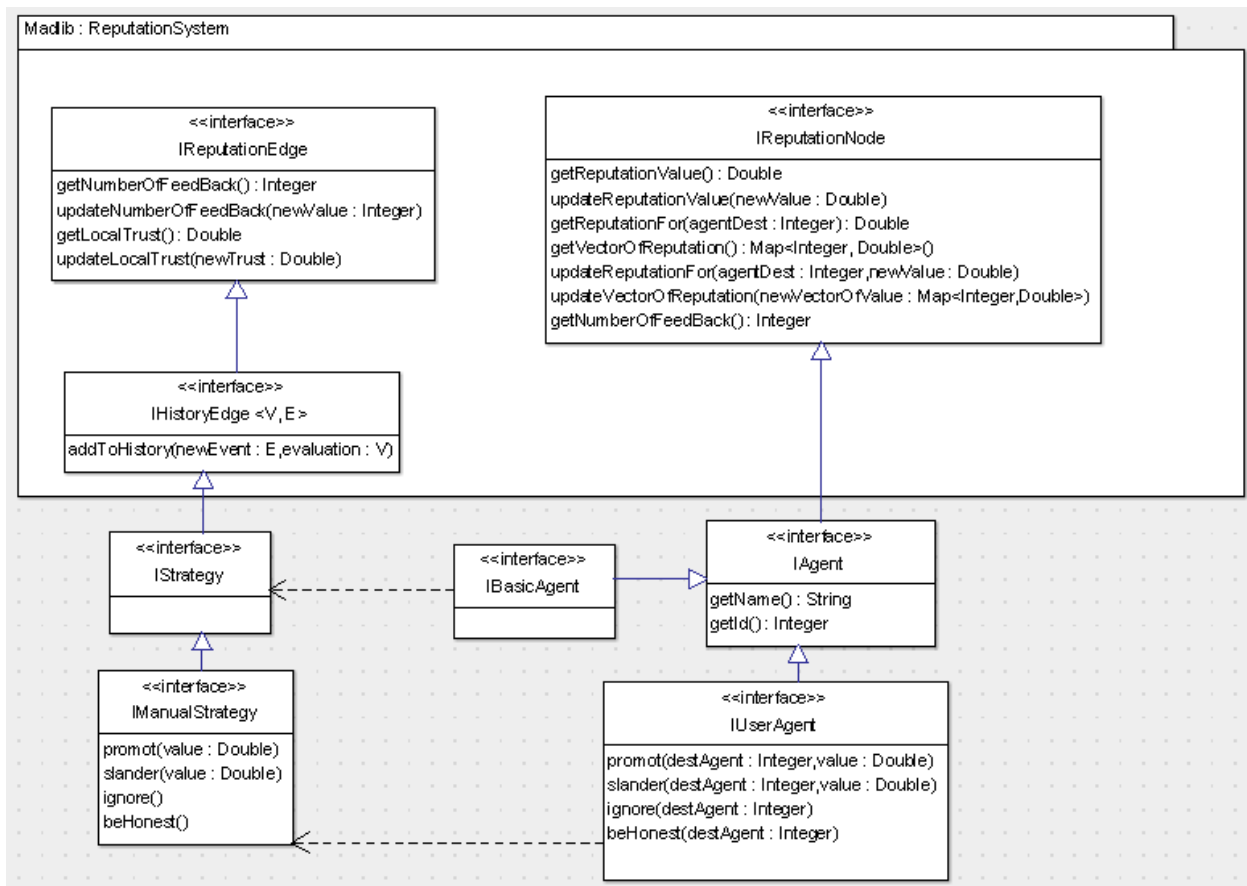 Madlib : ReputationSystem
<<interface>>
IReputationEdge
getNumberOfFeedBack() : Integer
updateNumberOfFeedBack(newValue : Integer)
getLocalTrust() : Double
updateLocalTrust(newTrust : Double)
<<interface>>
IReputationNode
getReputationValue() : Double
updateReputationValue(newValue : Double)
getReputationFor(agentDest : Integer) : Double
getVectorOfReputation() : Map<Integer, Double>()
updateReputationFor(agentDest : Integer,newValue : Double)
updateVectorOfReputation(newVectorOfValue : Map<Integer,Double>)
getNumberOfFeedBack() : Integer
<<interface>>
IHistoryEdge <V,E>
addToHistory(newEvent : E,evaluation : V)
<<interface>>
IStrategy
<<interface>>
IBasicAgent
<<interface>>
IAgent
getName() : String
getId() : Integer
<<interface>>
IManualStrategy
promot(value : Double)
slander(value : Double)
ignore()
beHonest()
<<interface>>
IUserAgent
promot(destAgent : Integer,value : Double)
slander(destAgent : Integer,value : Double)
ignore(destAgent : Integer)
beHonest(destAgent : Integer)